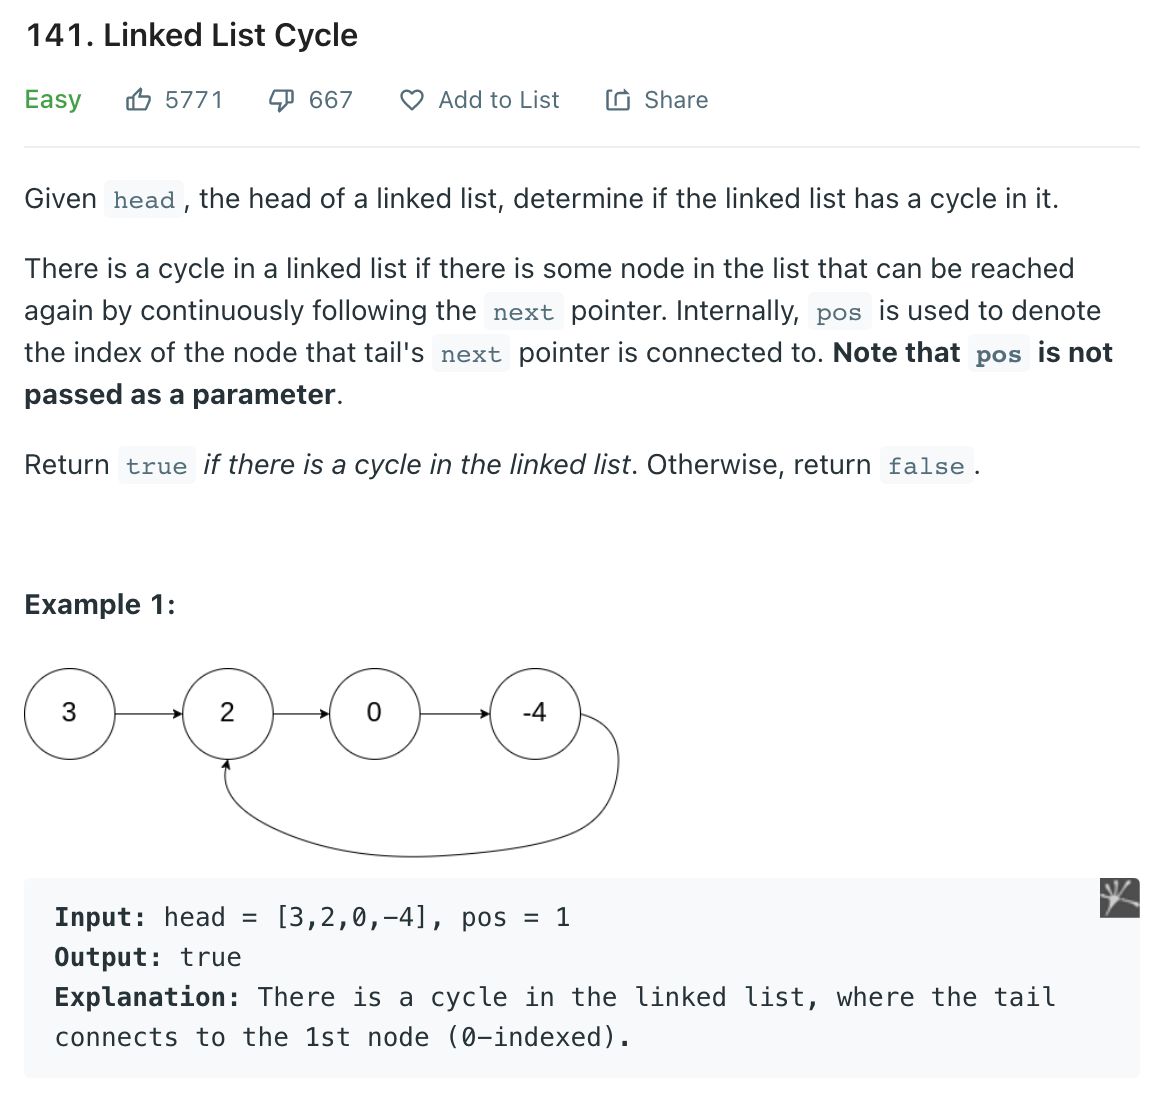 141. Linked List Cycle
Easy 5771 667 Add to List Share
Given head, the head of a linked list, determine if the linked list has a cycle in it.
There is a cycle in a linked list if there is some node in the list that can be reached
again by continuously following the next pointer. Internally, pos is used to denote
the index of the node that tail's next pointer is connected to. Note that pos is not
passed as a parameter.
Return true if there is a cycle in the linked list. Otherwise, return false.
Example 1:
3 2 0 -4
Input: head = [3,2,0,-4], pos = 1
Output: true
Explanation: There is a cycle in the linked list, where the tail
connects to the 1st node (0-indexed).